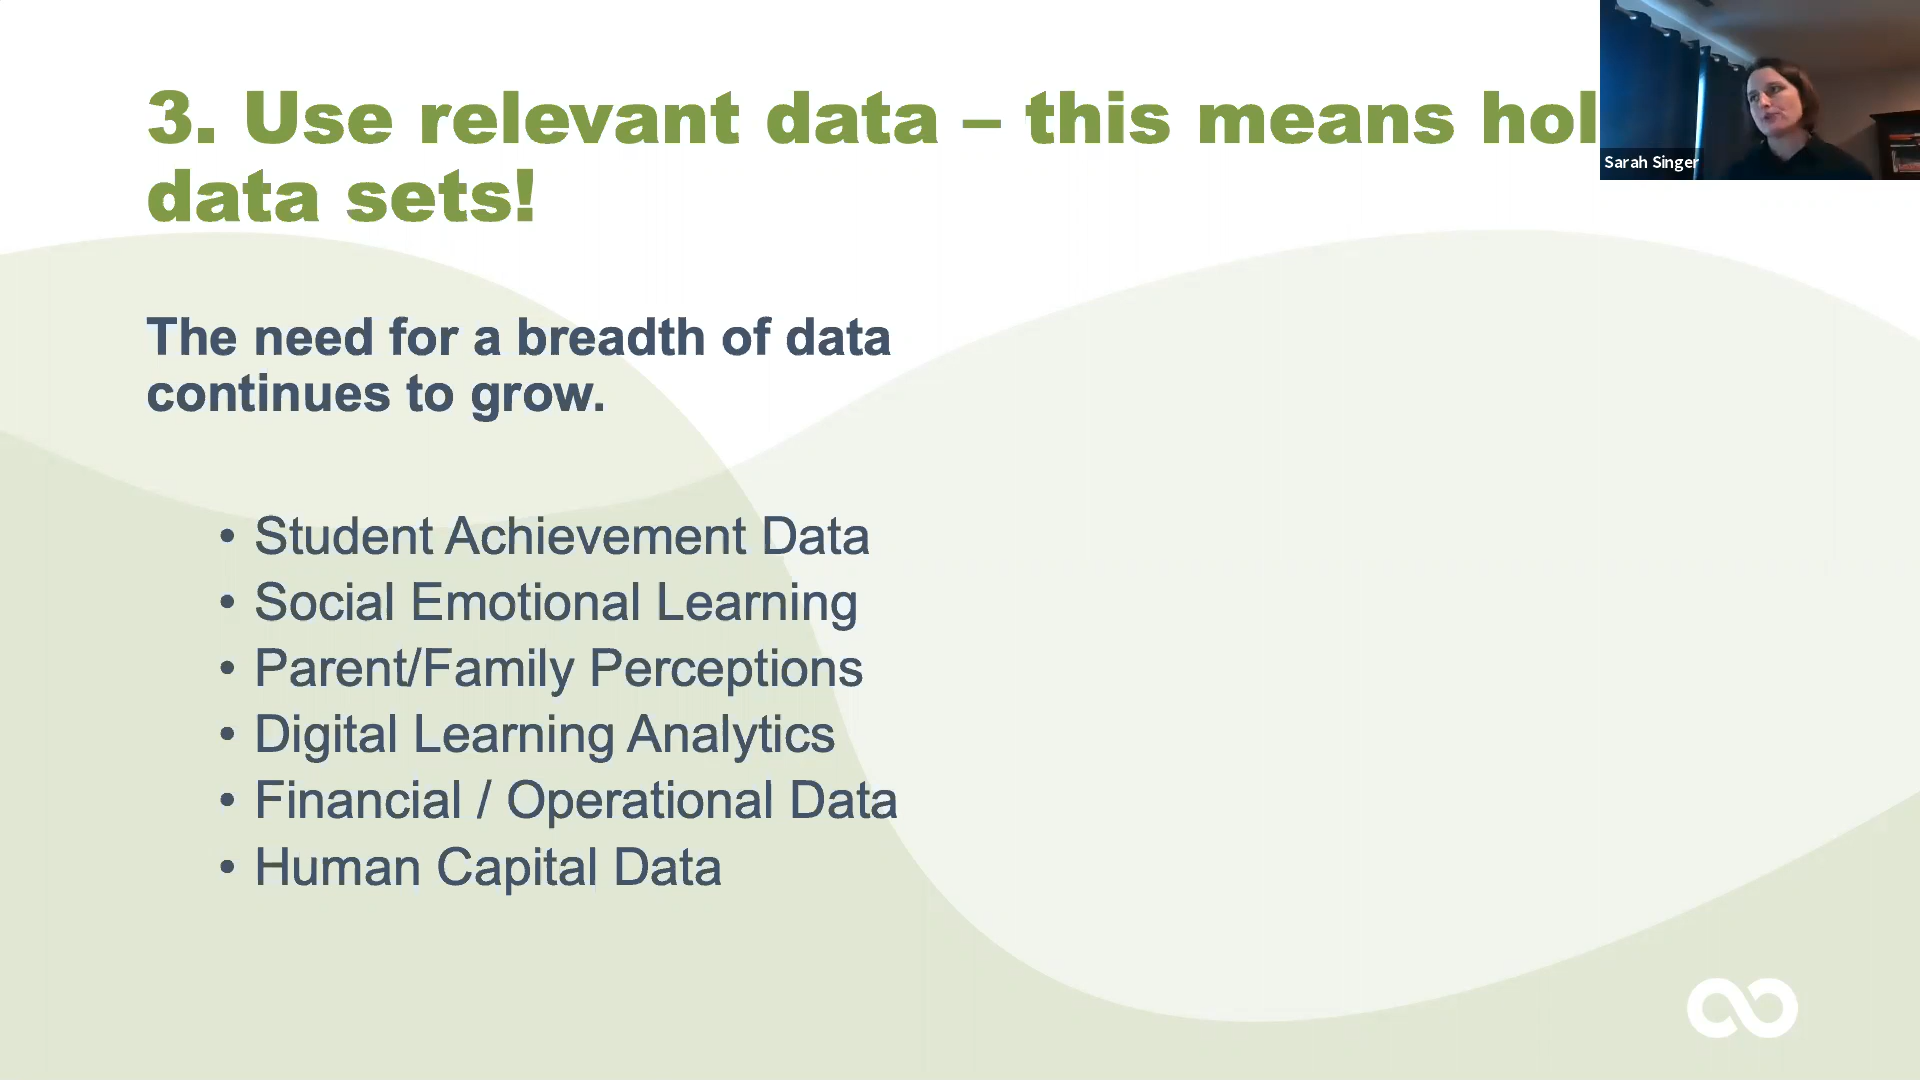 3. Use relevant data – this means hol
data sets!
Sarah Singer
The need for a breadth of data
continues to grow.
• Student Achievement Data
• Social Emotional Learning
• Parent/Family Perceptions
• Digital Learning Analytics
• Financial / Operational Data
• Human Capital Data